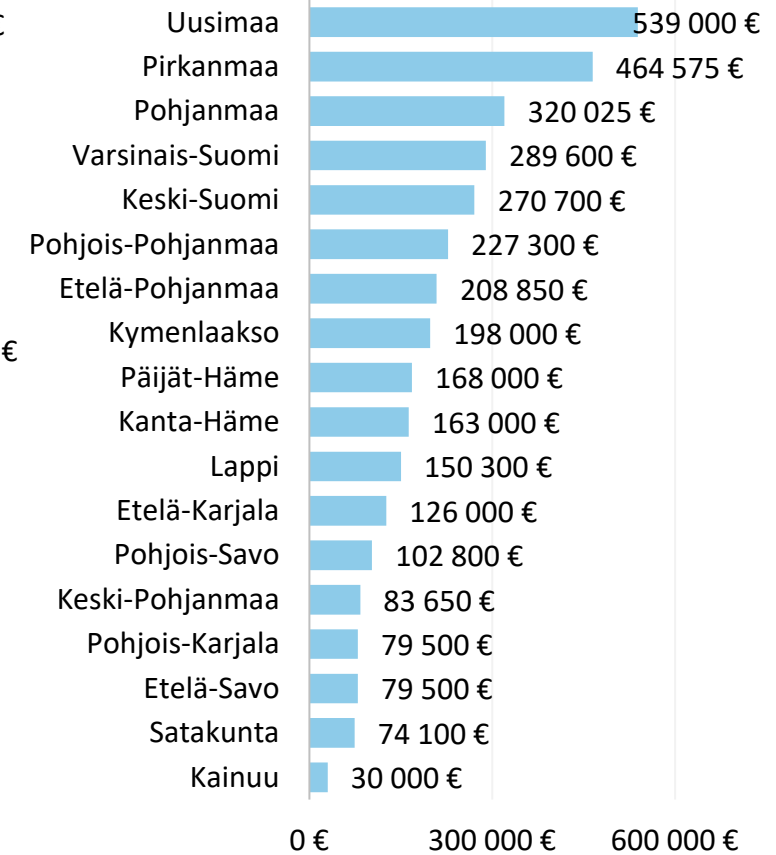 Uusimaa 539 000 €
€
Pirkanmaa 464 575 €
Pohjanmaa 320 025 €
Varsinais-Suomi 289 600 €
Keski-Suomi 270 700 €
Pohjois-Pohjanmaa 227 300 €
Etelä-Pohjanmaa 208 850 €
Kymenlaakso 198 000 €
€
Päijät-Häme 168 000 €
Kanta-Häme 163 000 €
Lappi 150 300 €
Etelä-Karjala 126 000 €
Pohjois-Savo 102 800 €
Keski-Pohjanmaa 83 650 €
Pohjois-Karjala 79 500 €
Etelä-Savo 79 500 €
Satakunta 74 100 €
Kainuu 30 000 €
0 € 300 000 € 600 000 €